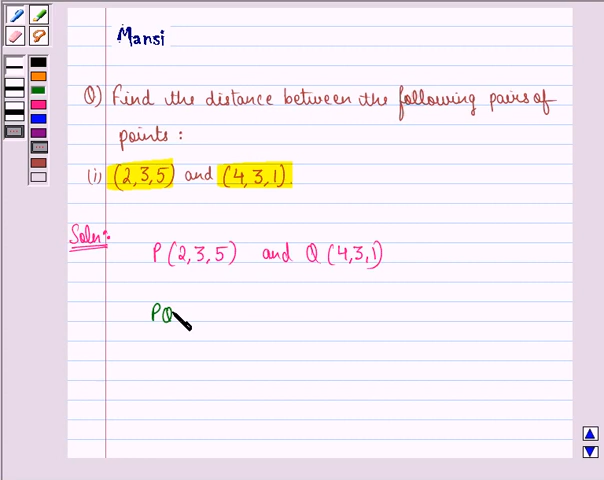 Mansi
Q) Find the distance between the following pairs of
points :
(i) (2,3,5) and (4,3,1).
Soln:
P(2,3,5) and Q(4,3,1)
PQ